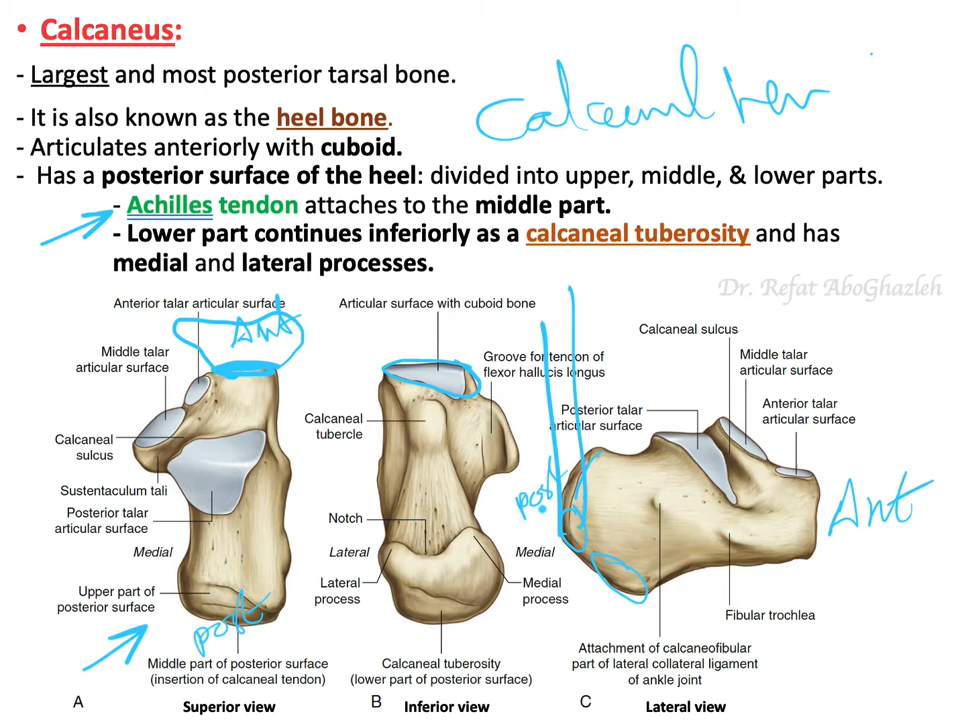 • Calcaneus:
- Largest and most posterior tarsal bone.
- It is also known as the heel bone.
- Articulates anteriorly with cuboid.
- Has a posterior surface of the heel: divided into upper, middle, & lower parts.
- Achilles tendon attaches to the middle part.
- Lower part continues inferiorly as a calcaneal tuberosity and has
medial and lateral processes.
Dr. Refat AboGhazleh
Anterior talar articular surface
Ant
Middle talar
articular surface
Calcaneal
sulcus
Sustentaculum tali
Posterior talar
articular surface
Medial
Upper part of
posterior surface
post
Middle part of posterior surface
(insertion of calcaneal tendon)
A
Superior view
Articular surface with cuboid bone
Groove for tendon of
flexor hallucis longus
Calcaneal
tubercle
Notch
Lateral
Medial
Lateral
process
Medial
process
Calcaneal tuberosity
(lower part of posterior surface)
B
Inferior view
Calcaneal sulcus
Middle talar
articular surface
Posterior talar
articular surface
Anterior talar
articular surface
post
Ant
Fibular trochlea
Attachment of calcaneofibular
part of lateral collateral ligament
of ankle joint
C
Lateral view